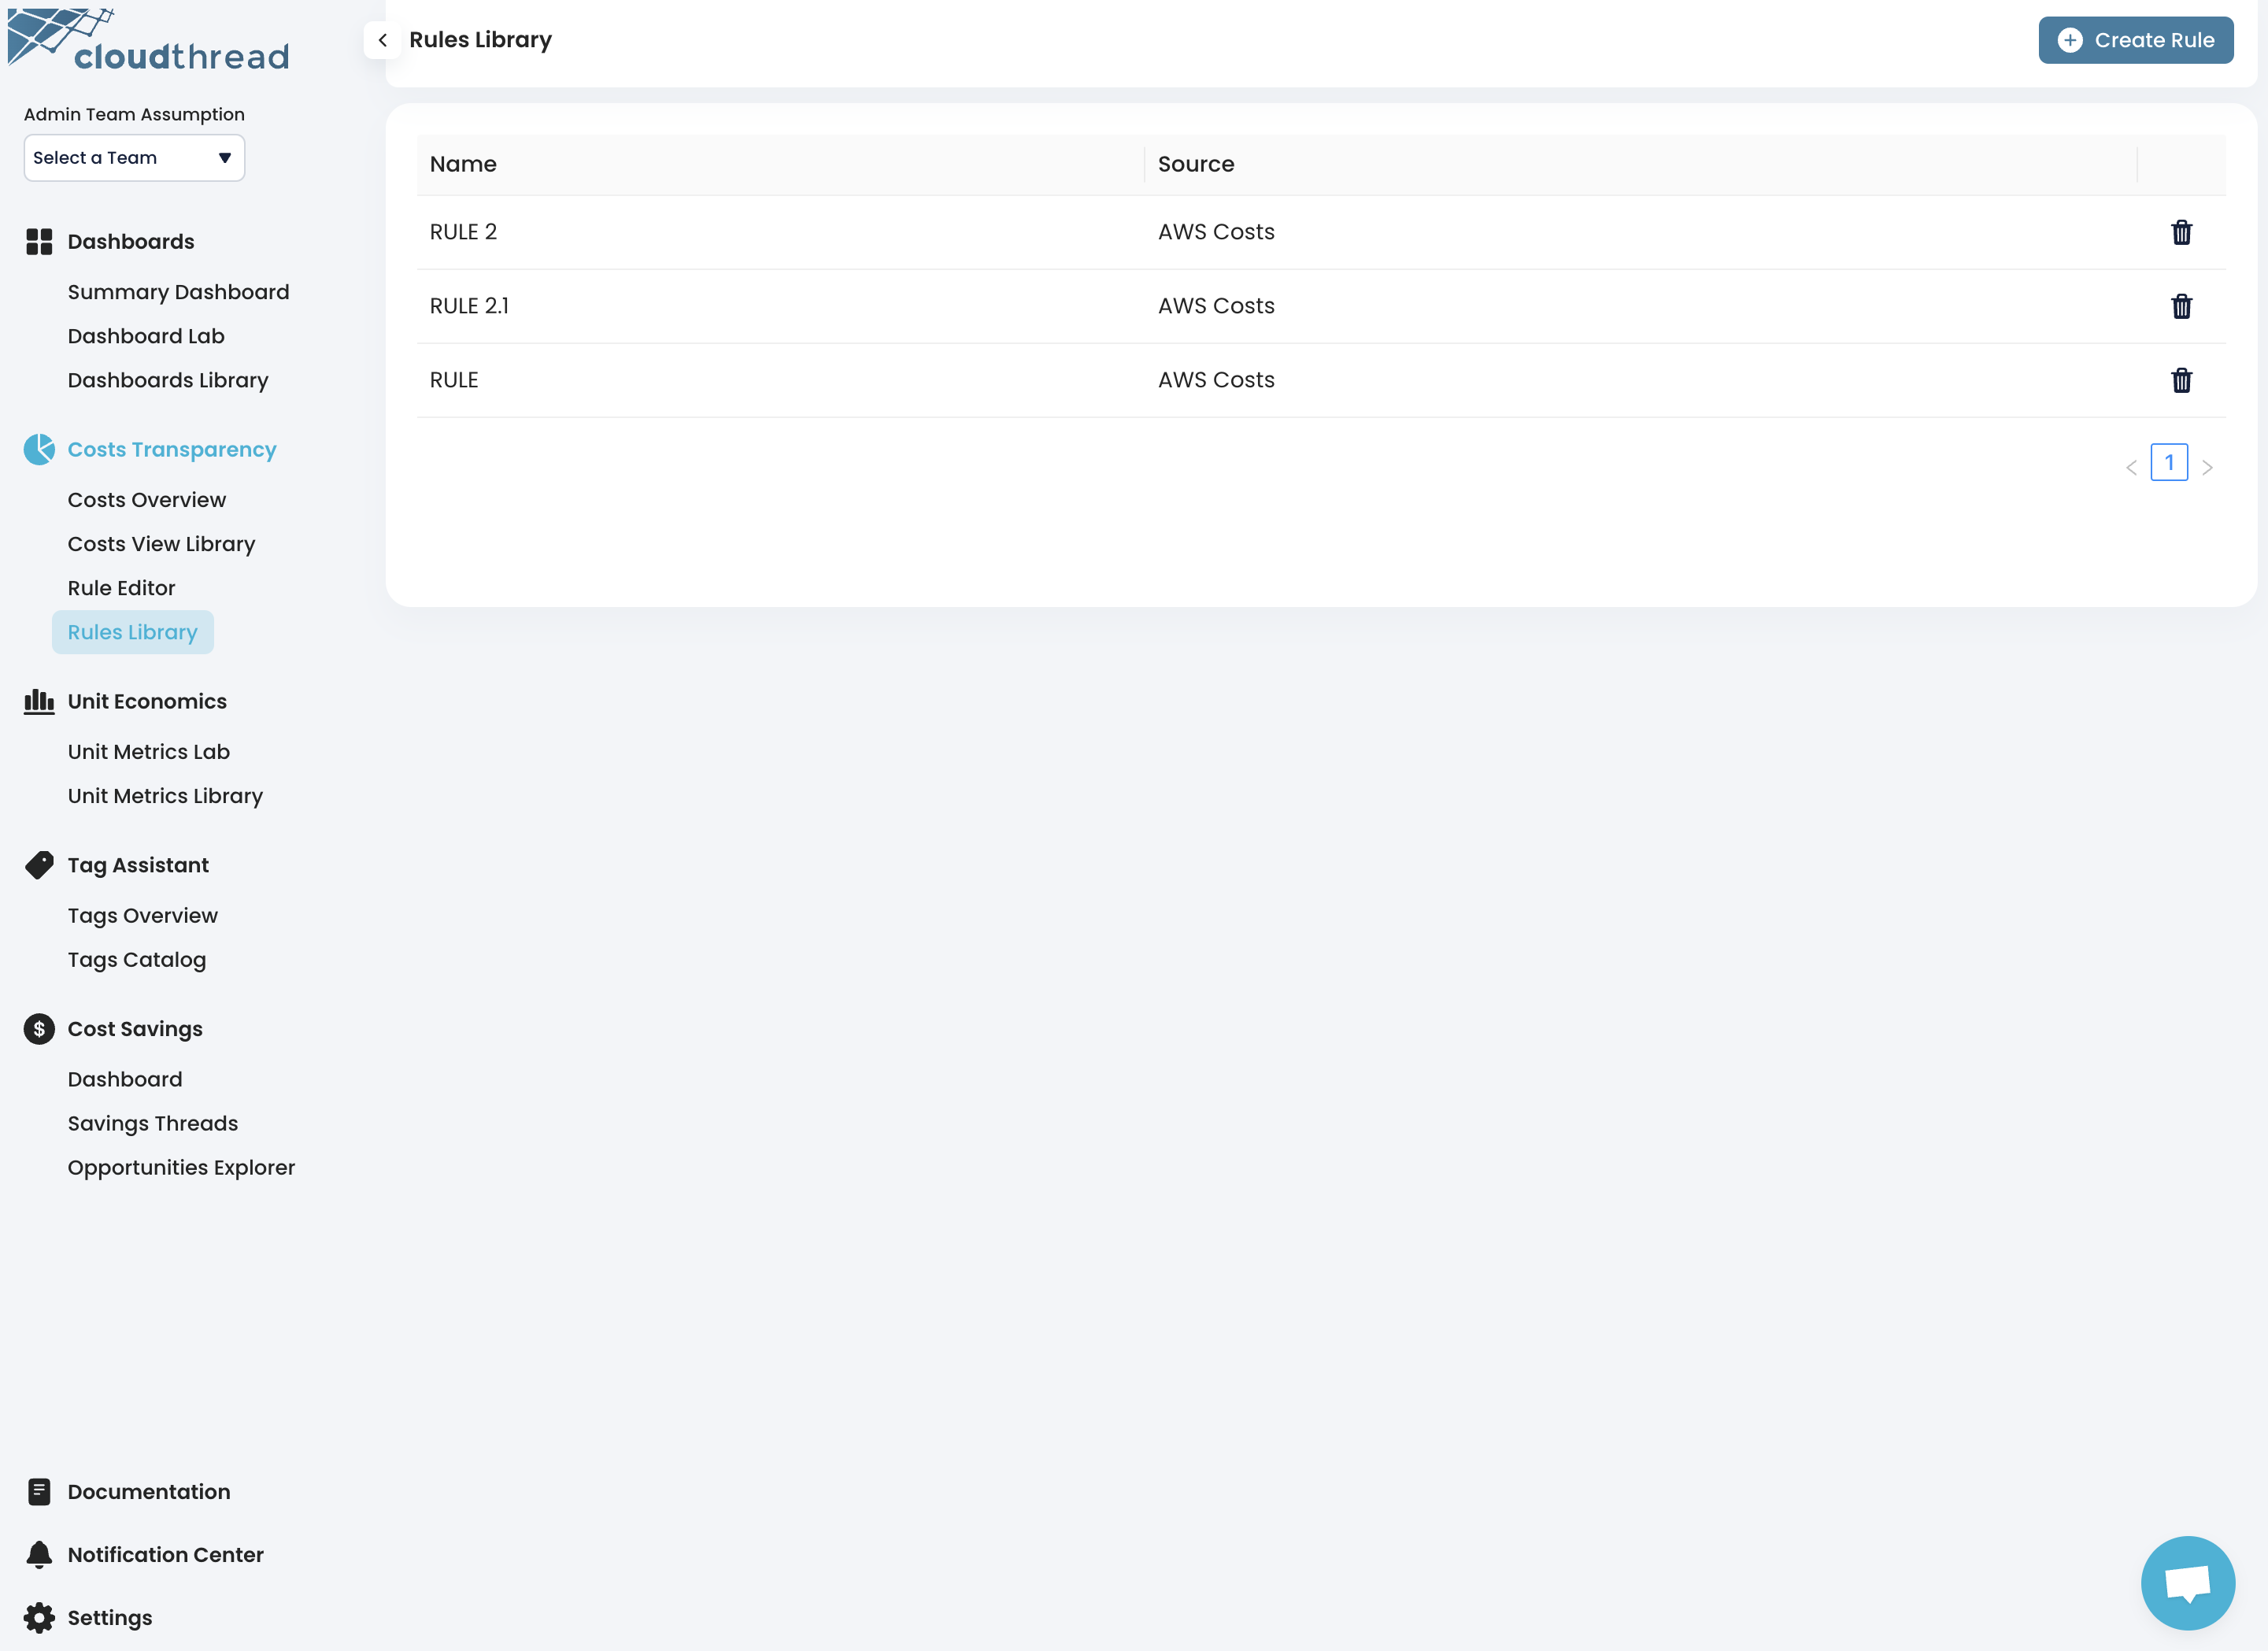 cloudthread
Admin Team Assumption
Select a Team
Dashboards
Summary Dashboard
Dashboard Lab
Dashboards Library
Costs Transparency
Costs Overview
Costs View Library
Rule Editor
Rules Library
Unit Economics
Unit Metrics Lab
Unit Metrics Library
Tag Assistant
Tags Overview
Tags Catalog
$ Cost Savings
Dashboard
Savings Threads
Opportunities Explorer
Documentation
Notification Center
Settings
Rules Library
Create Rule
Name Source
RULE 2 AWS Costs
RULE 2.1 AWS Costs
RULE AWS Costs
< 1 >